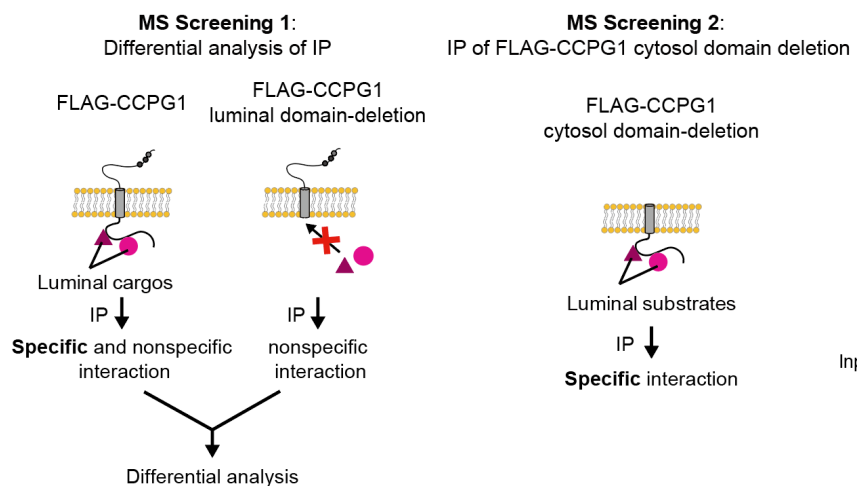 MS Screening 1:
Differential analysis of IP
FLAG-CCPG1
FLAG-CCPG1
luminal domain-deletion
Luminal cargos
IP
IP
Specific and nonspecific
interaction
nonspecific
interaction
Differential analysis
MS Screening 2:
IP of FLAG-CCPG1 cytosol domain deletion
FLAG-CCPG1
cytosol domain-deletion
Luminal substrates
IP
Specific interaction
Inp